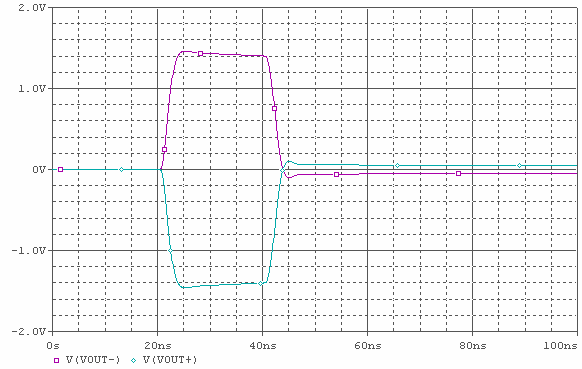 2.0V
1.0V
0V
-1.0V
-2.0V
0s 20ns 40ns 60ns 80ns 100ns
V(VOUT-) V(VOUT+)